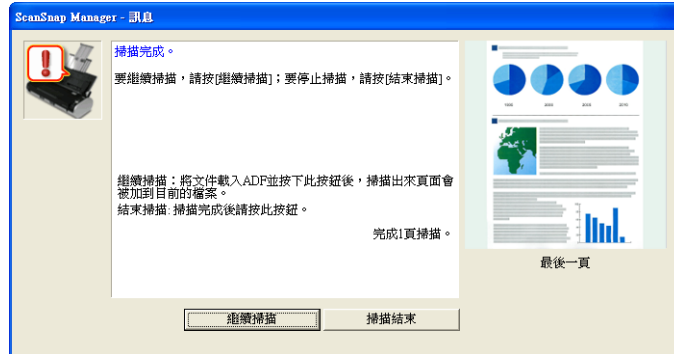 ScanSnap Manager - 訊息
掃描完成。
要繼續掃描，請按[繼續掃描]；要停止掃描，請按[結束掃描]。
繼續掃描：將文件載入ADF並按下此按鈕後，掃描出來頁面會
被加到目前的檔案。
結束掃描: 掃描完成後請按此按鈕。
完成1頁掃描。
最後一頁
繼續掃描
掃描結束